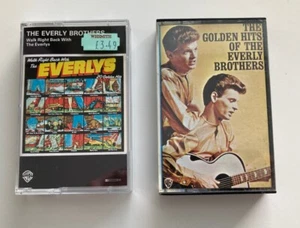 THE EVERLY BROTHERS
Walk Right Back With
The Everlys
£3.49
Walk Right Back With
The EVERLYS
THE
GOLDEN HITS
OF THE
EVERLY
BROTHERS